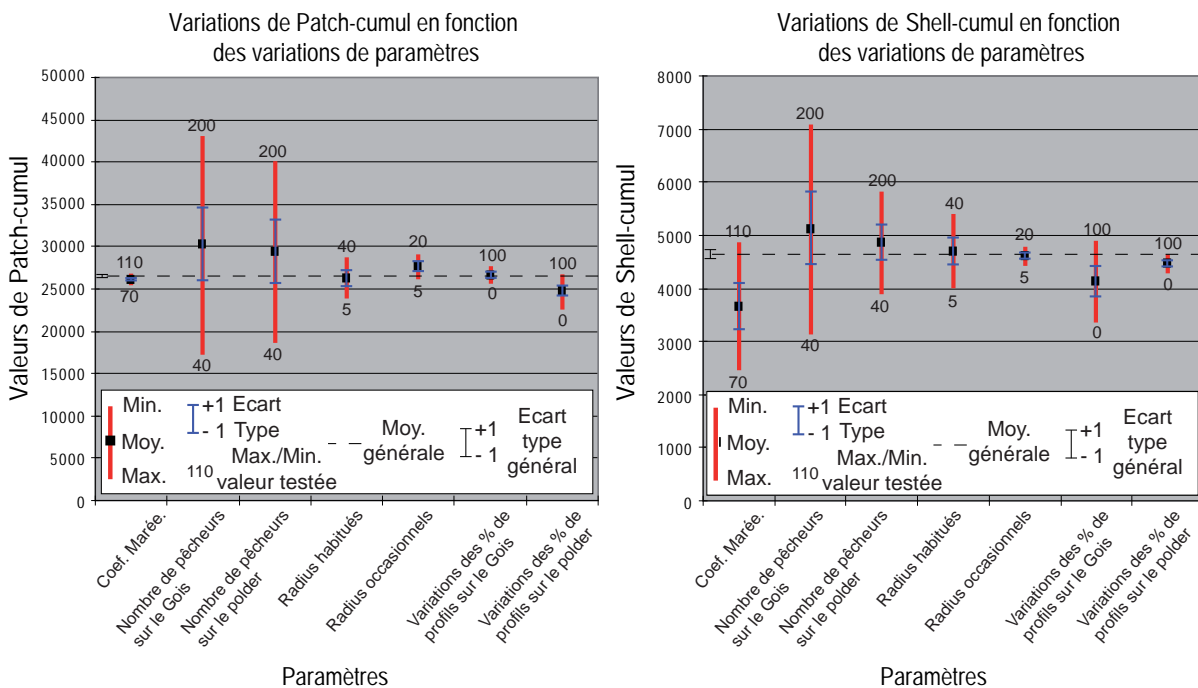 Variations de Patch-cumul en fonction
des variations de paramètres
Valeurs de Patch-cumul
50000
45000
40000
35000
30000
25000
20000
15000
10000
5000
0
110
70
200
40
200
40
40
5
20
5
100
0
100
0
Min.
Moy.
Max.
+1 Ecart
- 1 Type
Max./Min.
110 valeur testée
Moy.
générale
+1
- 1
Ecart
type
général
Coef. Marée.
Nombre de pêcheurs
sur le Gois
Nombre de pêcheurs
sur le polder
Radius habitués
Radius occasionnels
Variations des % de
profils sur le Gois
Variations des % de
profils sur le polder
Paramètres
Variations de Shell-cumul en fonction
des variations de paramètres
Valeurs de Shell-cumul
8000
7000
6000
5000
4000
3000
2000
1000
0
110
70
200
40
200
40
40
5
20
5
100
0
100
0
Min.
Moy.
Max.
+1 Ecart
- 1 Type
Max./Min.
110 valeur testée
Moy.
générale
+1
- 1
Ecart
type
général
Coef. Marée.
Nombre de pêcheurs
sur le Gois
Nombre de pêcheurs
sur le polder
Radius habitués
Radius occasionnels
Variations des % de
profils sur le Gois
Variations des % de
profils sur le polder
Paramètres